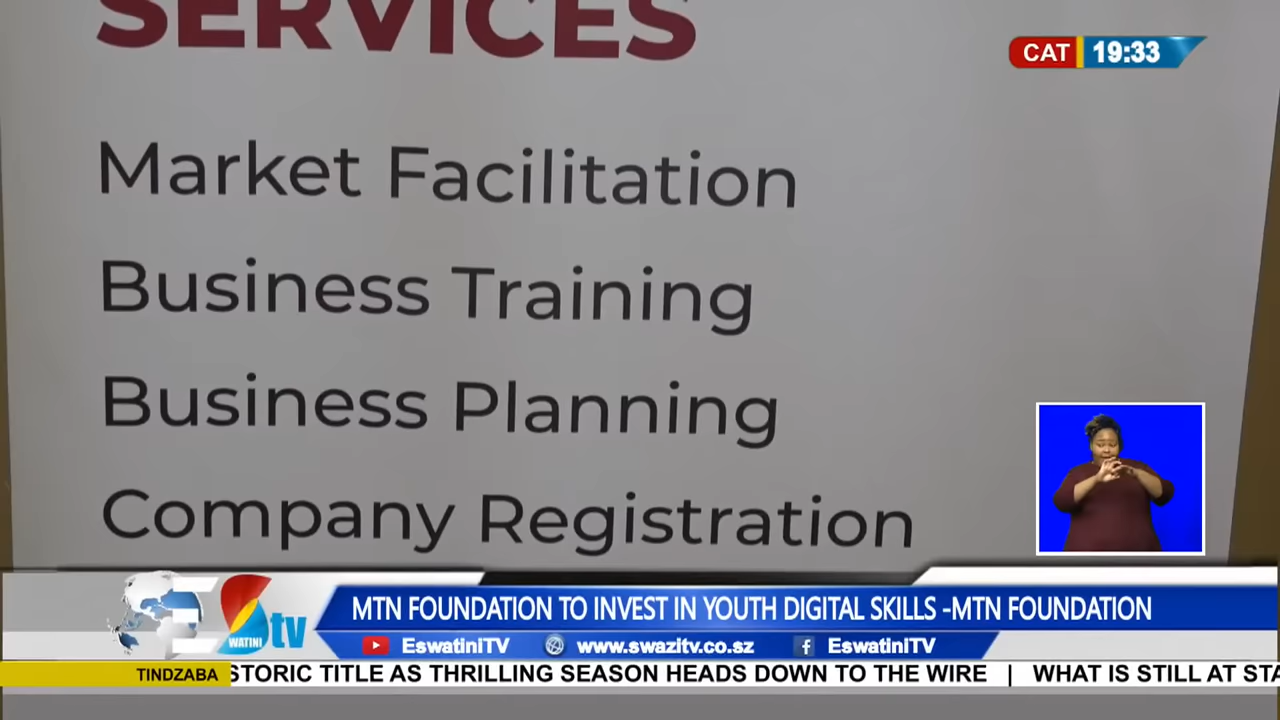 SERVICES
CAT 19:33
Market Facilitation
Business Training
Business Planning
Company Registration
E WATINI tv
MTN FOUNDATION TO INVEST IN YOUTH DIGITAL SKILLS -MTN FOUNDATION
EswatiniTV www.swazitv.co.sz EswatiniTV
TINDZABA STORIC TITLE AS THRILLING SEASON HEADS DOWN TO THE WIRE | WHAT IS STILL AT STA